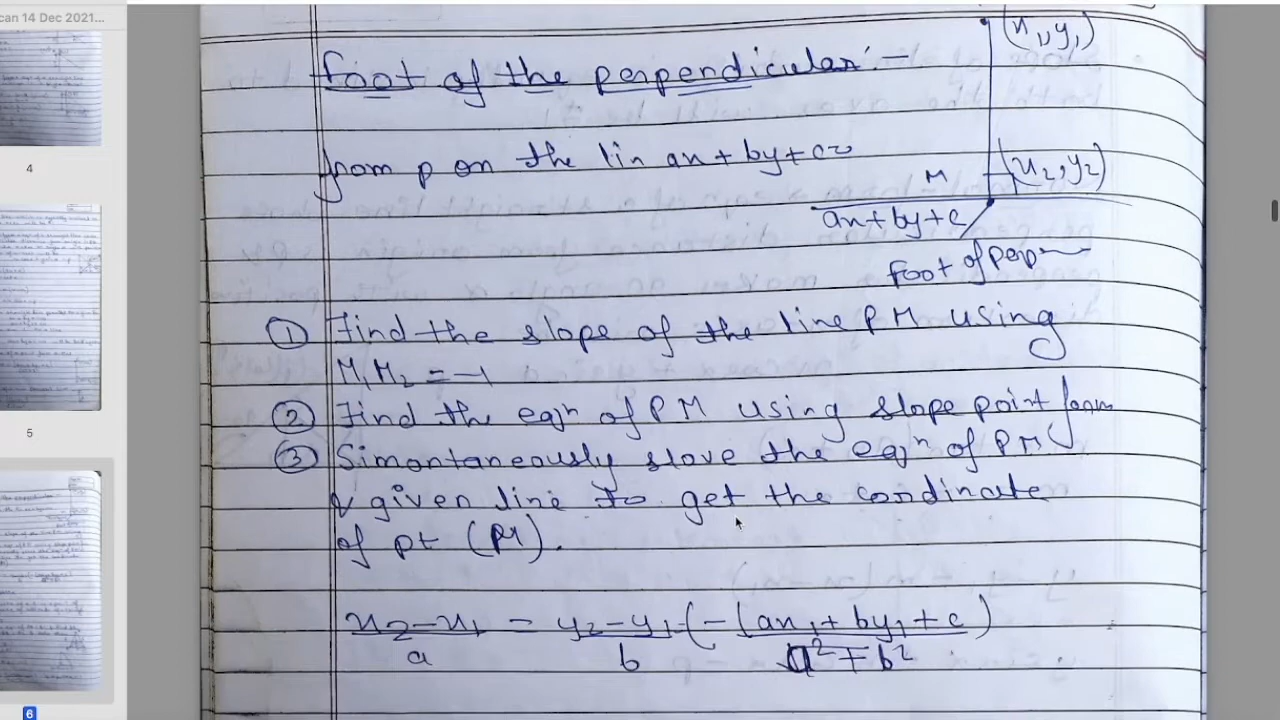 can 14 Dec 2021...
4
5
6
(x₁, y₁)
foot of the perpendicular :-
from p on the lin ax + by + c =
M (x₂, y₂)
ax + by + c
foot of perp
① Find the slope of the line PM using
M₁M₂ = -1
② Find the eqⁿ of PM using slope point form
③ Simontaneously slove the eqⁿ of PM
& given line to get the cordinate
of pt (M).
x₂-x₁/a = y₂-y₁/b (-(ax₁ + by₁ + c)/a² + b²)